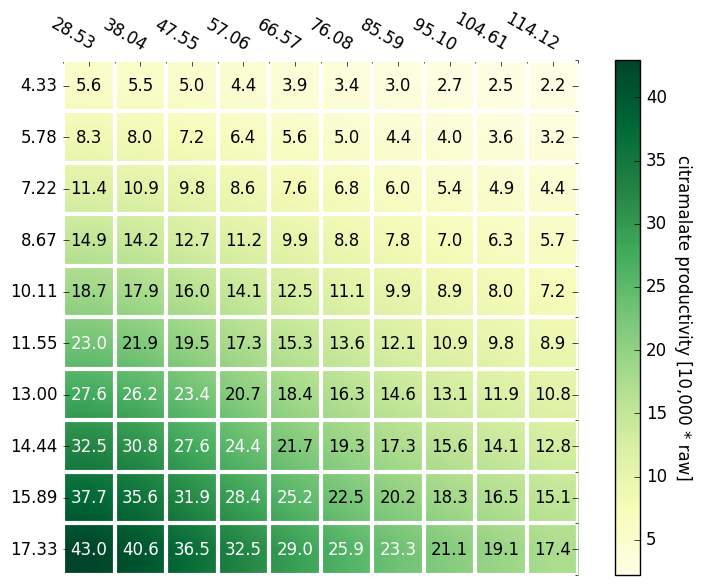 28.53 38.04 47.55 57.06 66.57 76.08 85.59 95.10 104.61 114.12
4.33 5.6 5.5 5.0 4.4 3.9 3.4 3.0 2.7 2.5 2.2
5.78 8.3 8.0 7.2 6.4 5.6 5.0 4.4 4.0 3.6 3.2
7.22 11.4 10.9 9.8 8.6 7.6 6.8 6.0 5.4 4.9 4.4
8.67 14.9 14.2 12.7 11.2 9.9 8.8 7.8 7.0 6.3 5.7
10.11 18.7 17.9 16.0 14.1 12.5 11.1 9.9 8.9 8.0 7.2
11.55 23.0 21.9 19.5 17.3 15.3 13.6 12.1 10.9 9.8 8.9
13.00 27.6 26.2 23.4 20.7 18.4 16.3 14.6 13.1 11.9 10.8
14.44 32.5 30.8 27.6 24.4 21.7 19.3 17.3 15.6 14.1 12.8
15.89 37.7 35.6 31.9 28.4 25.2 22.5 20.2 18.3 16.5 15.1
17.33 43.0 40.6 36.5 32.5 29.0 25.9 23.3 21.1 19.1 17.4
40
35
30
25
20
15
10
5
citramalate productivity [10,000 * raw]